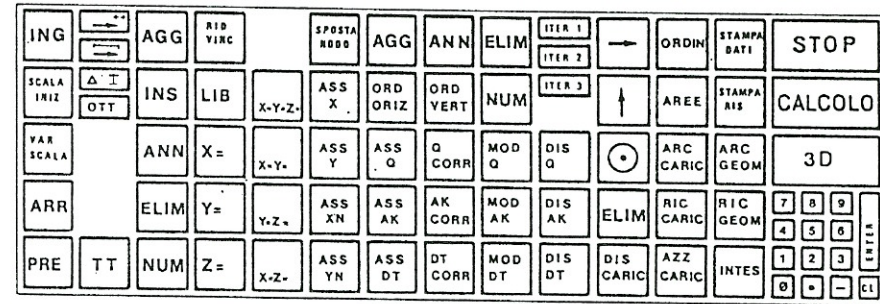 ING
AGG
RID
VINC
SPOSTA
NODO
AGG
ANN
ELIM
ITER 1
ITER 2
ORDIN
STAMPA
DATI
STOP
SCALA
INIZ
Δ I
OTT
INS
LIB
X=Y=Z=
ASS
X
ORD
ORIZ
ORD
VERT
NUM
ITER 3
AREE
STAMPA
RIS
CALCOLO
VAR
SCALA
ANN
X=
X=Y=
ASS
Y
ASS
Q
Q
CORR
MOD
Q
DIS
Q
ARC
CARIC
ARC
GEOM
3D
ARR
ELIM
Y=
Y=Z=
ASS
XN
ASS
AK
AK
CORR
MOD
AK
DIS
AK
ELIM
RIC
CARIC
RIC
GEOM
7 8 9
4 5 6
ENTER
PRE
TT
NUM
Z=
X=Z=
ASS
YN
ASS
DT
DT
CORR
MOD
DT
DIS
DT
DIS
CARIC
AZZ
CARIC
INTES
1 2 3
Ø • — CL